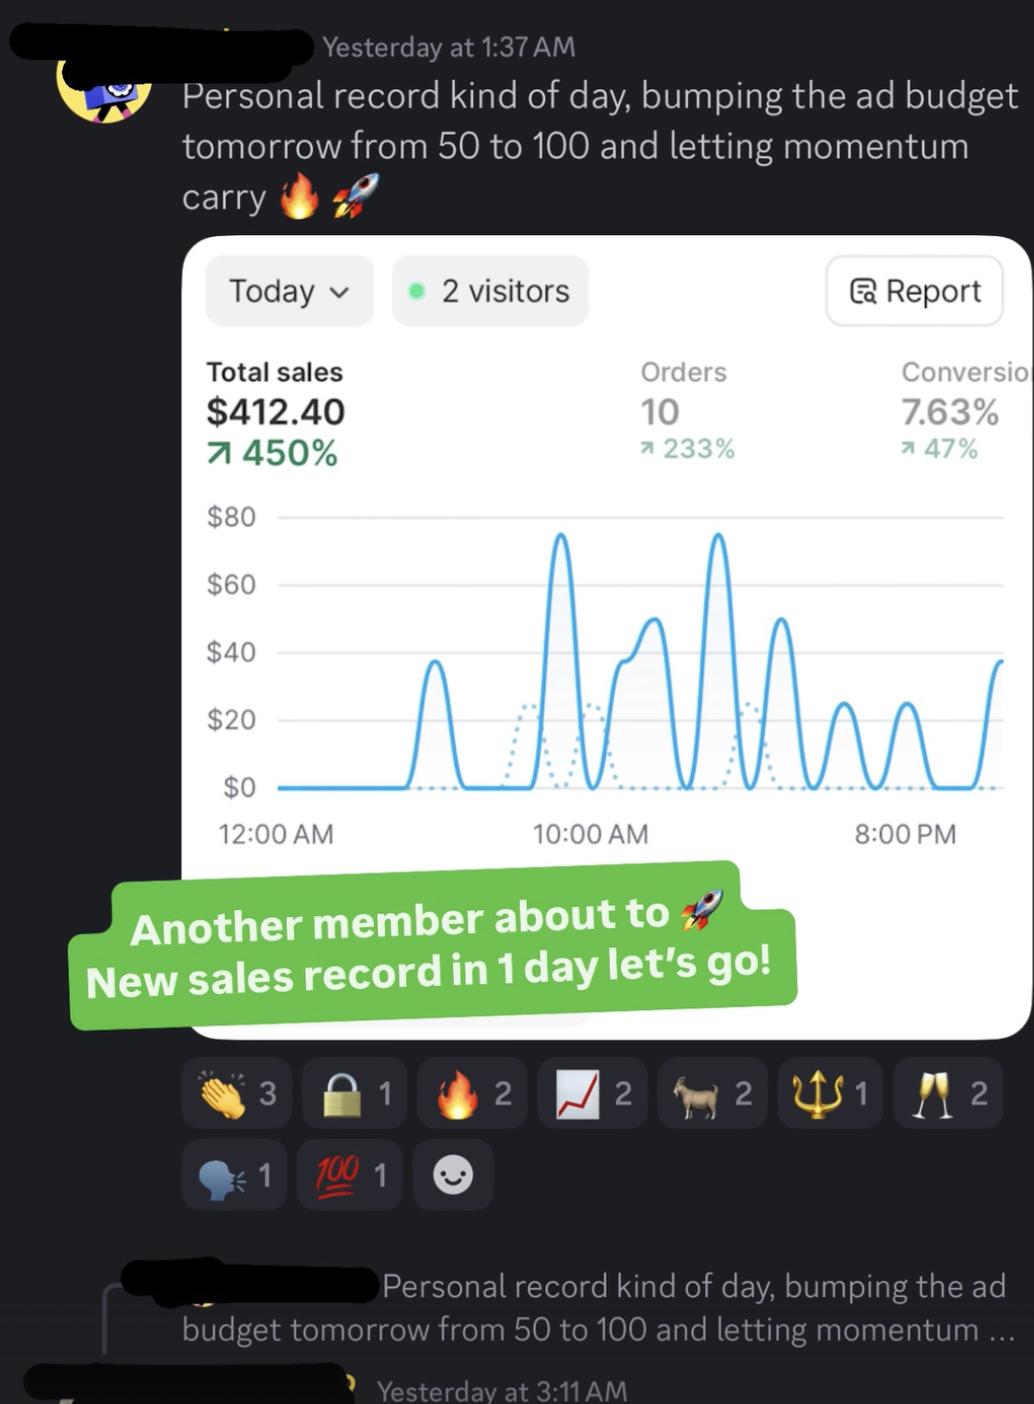 Yesterday at 1:37 AM
Personal record kind of day, bumping the ad budget
tomorrow from 50 to 100 and letting momentum
carry 🔥 🚀
Today 2 visitors Report
Total sales Orders Conversio
$412.40 10 7.63%
↗ 450% ↗ 233% ↗ 47%
$80
$60
$40
$20
$0
12:00 AM 10:00 AM 8:00 PM
Another member about to 🚀
New sales record in 1 day let's go!
👏 3 🔒 1 🔥 2 📈 2 🐐 2 🔱 1 🥂 2
🗣️ 1 💯 1
Personal record kind of day, bumping the ad
budget tomorrow from 50 to 100 and letting momentum ...
Yesterday at 3:11 AM